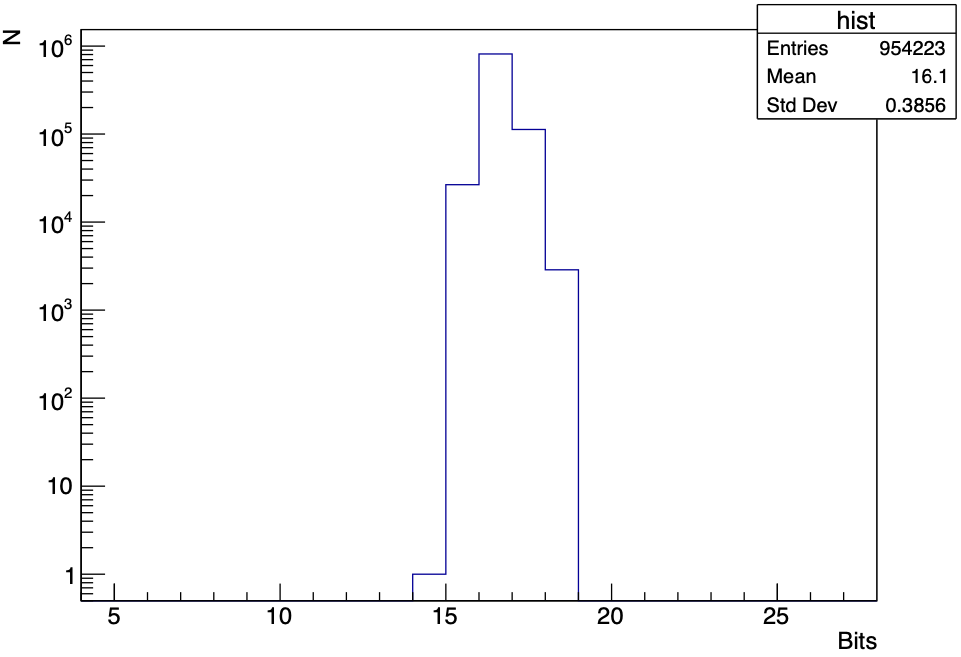 hist
Entries 954223
Mean 16.1
Std Dev 0.3856
N
10^6
10^5
10^4
10^3
10^2
10
1
5 10 15 20 25
Bits